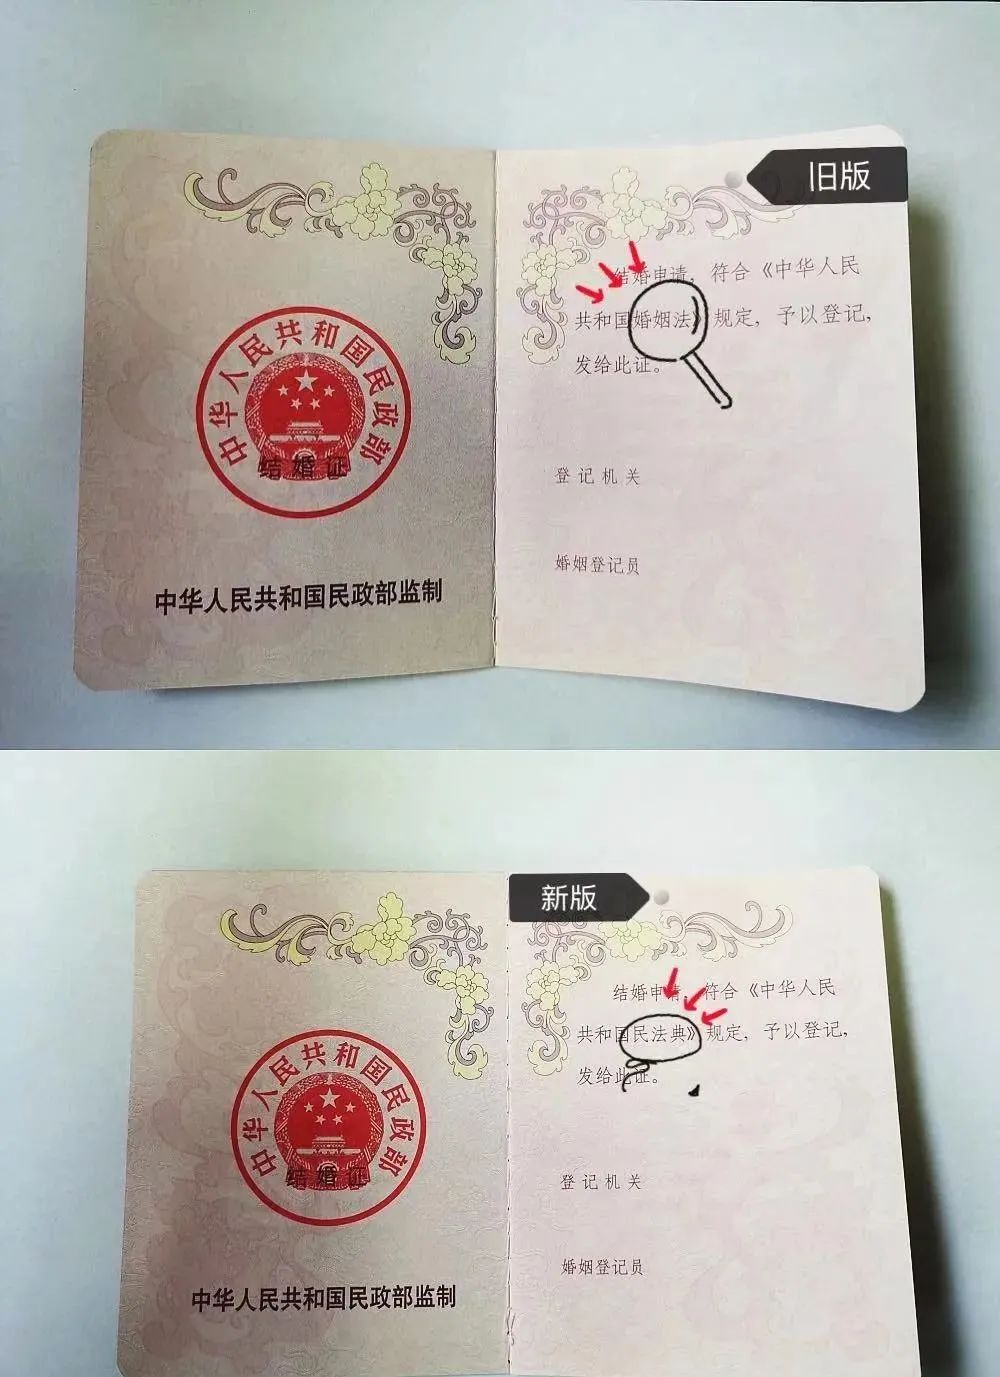 旧版
中华人民共和国民政部
结婚证
中华人民共和国民政部监制
结婚申请，符合《中华人民
共和国婚姻法》规定，予以登记，
发给此证。
登记机关
婚姻登记员
新版
中华人民共和国民政部
结婚证
中华人民共和国民政部监制
结婚申请，符合《中华人民
共和国民法典》规定，予以登记，
发给此证。
登记机关
婚姻登记员